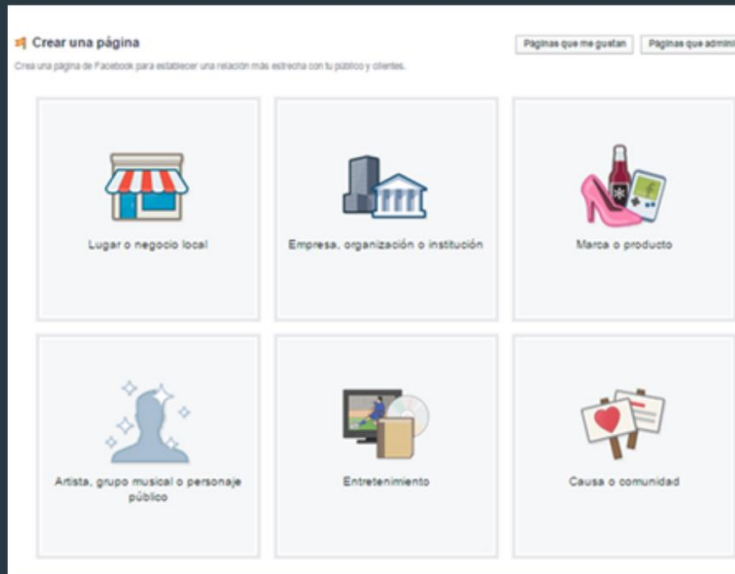 Crear una página
Páginas que me gustan
Páginas que
Crea una página de Facebook para establecer una relación más estrecha con tu público y clientes.
Lugar o negocio local
Empresa, organización o institución
Marca o producto
Artista, grupo musical o personaje
público
Entretenimiento
Causa o comunidad